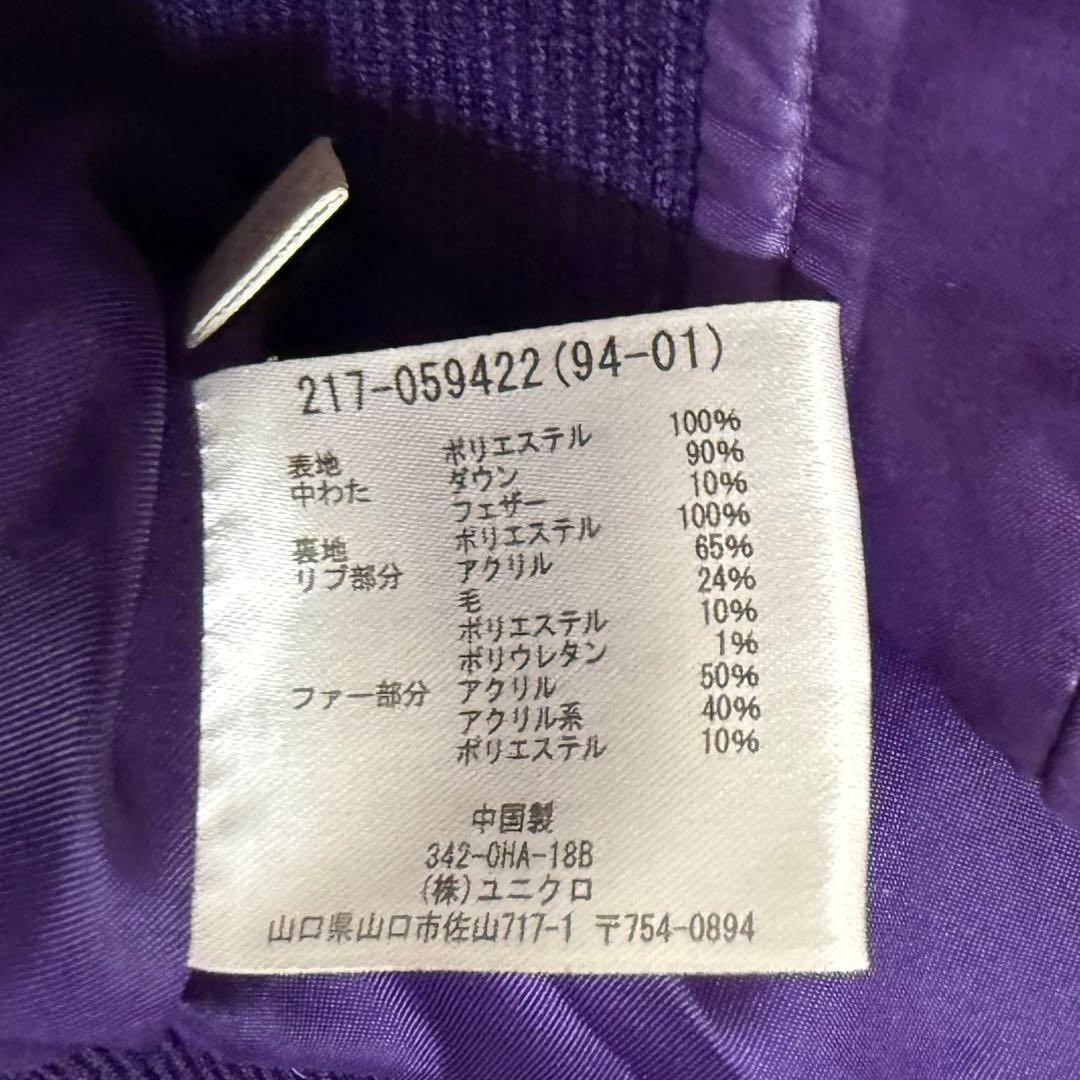 217-059422(94-01)
表地 ポリエステル 100%
中わた ダウン 90%
フェザー 10%
裏地 ポリエステル 100%
リブ部分 アクリル 65%
毛 24%
ポリエステル 10%
ポリウレタン 1%
ファー部分 アクリル 50%
アクリル系 40%
ポリエステル 10%
中国製
342-OHA-18B
(株)ユニクロ
山口県山口市佐山717-1 〒754-0894